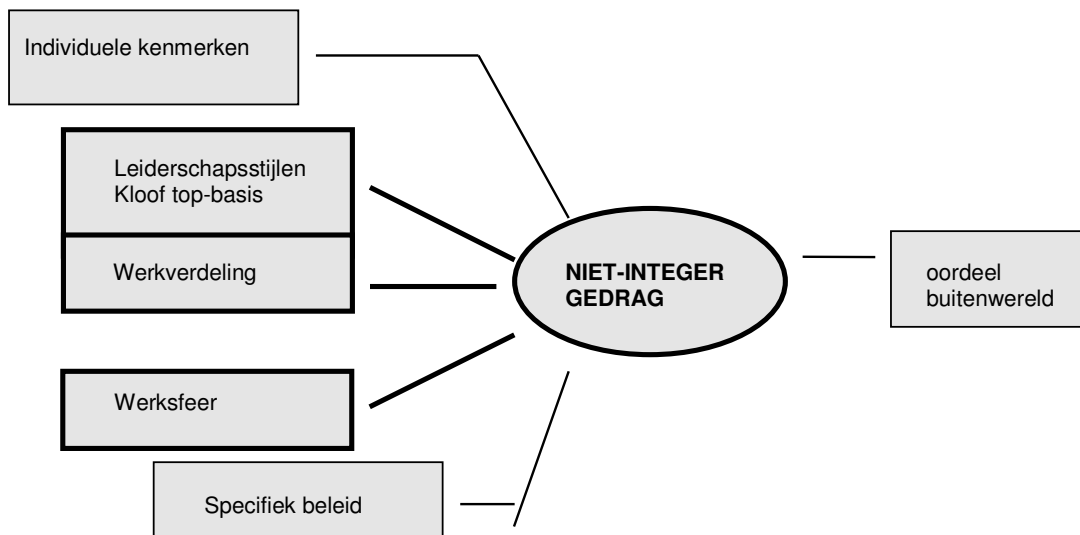 Individuele kenmerken
Leiderschapsstijlen
Kloof top-basis
Werkverdeling
Werksfeer
Specifiek beleid
NIET-INTEGER
GEDRAG
oordeel
buitenwereld